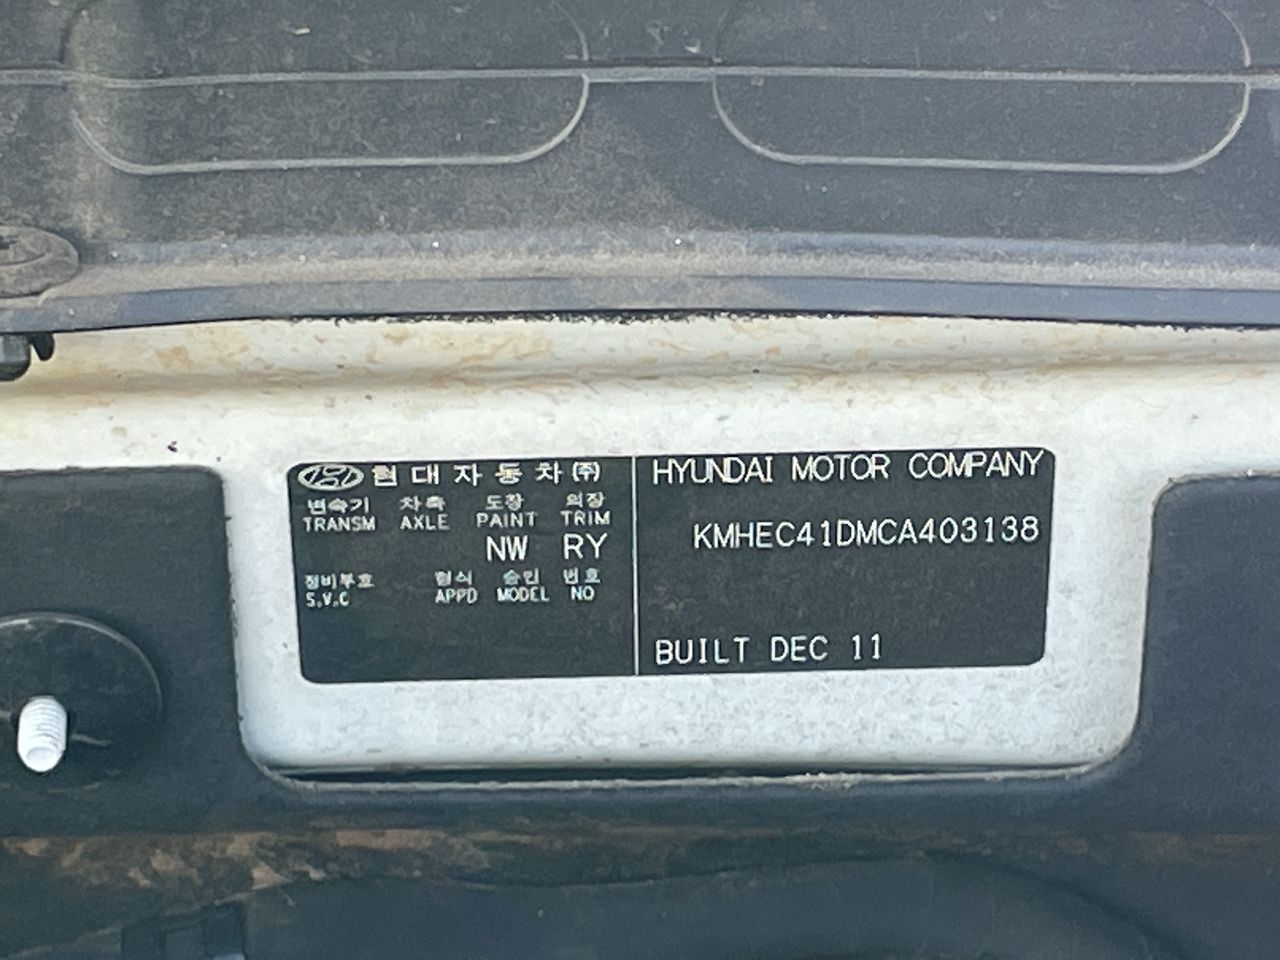 현대자동차(주)
변속기 차축 도장 의장
TRANSM AXLE PAINT TRIM
NW RY
정비부호 형식 승인 번호
S.V.C APPD MODEL NO
HYUNDAI MOTOR COMPANY
KMHEC41DMCA403138
BUILT DEC 11